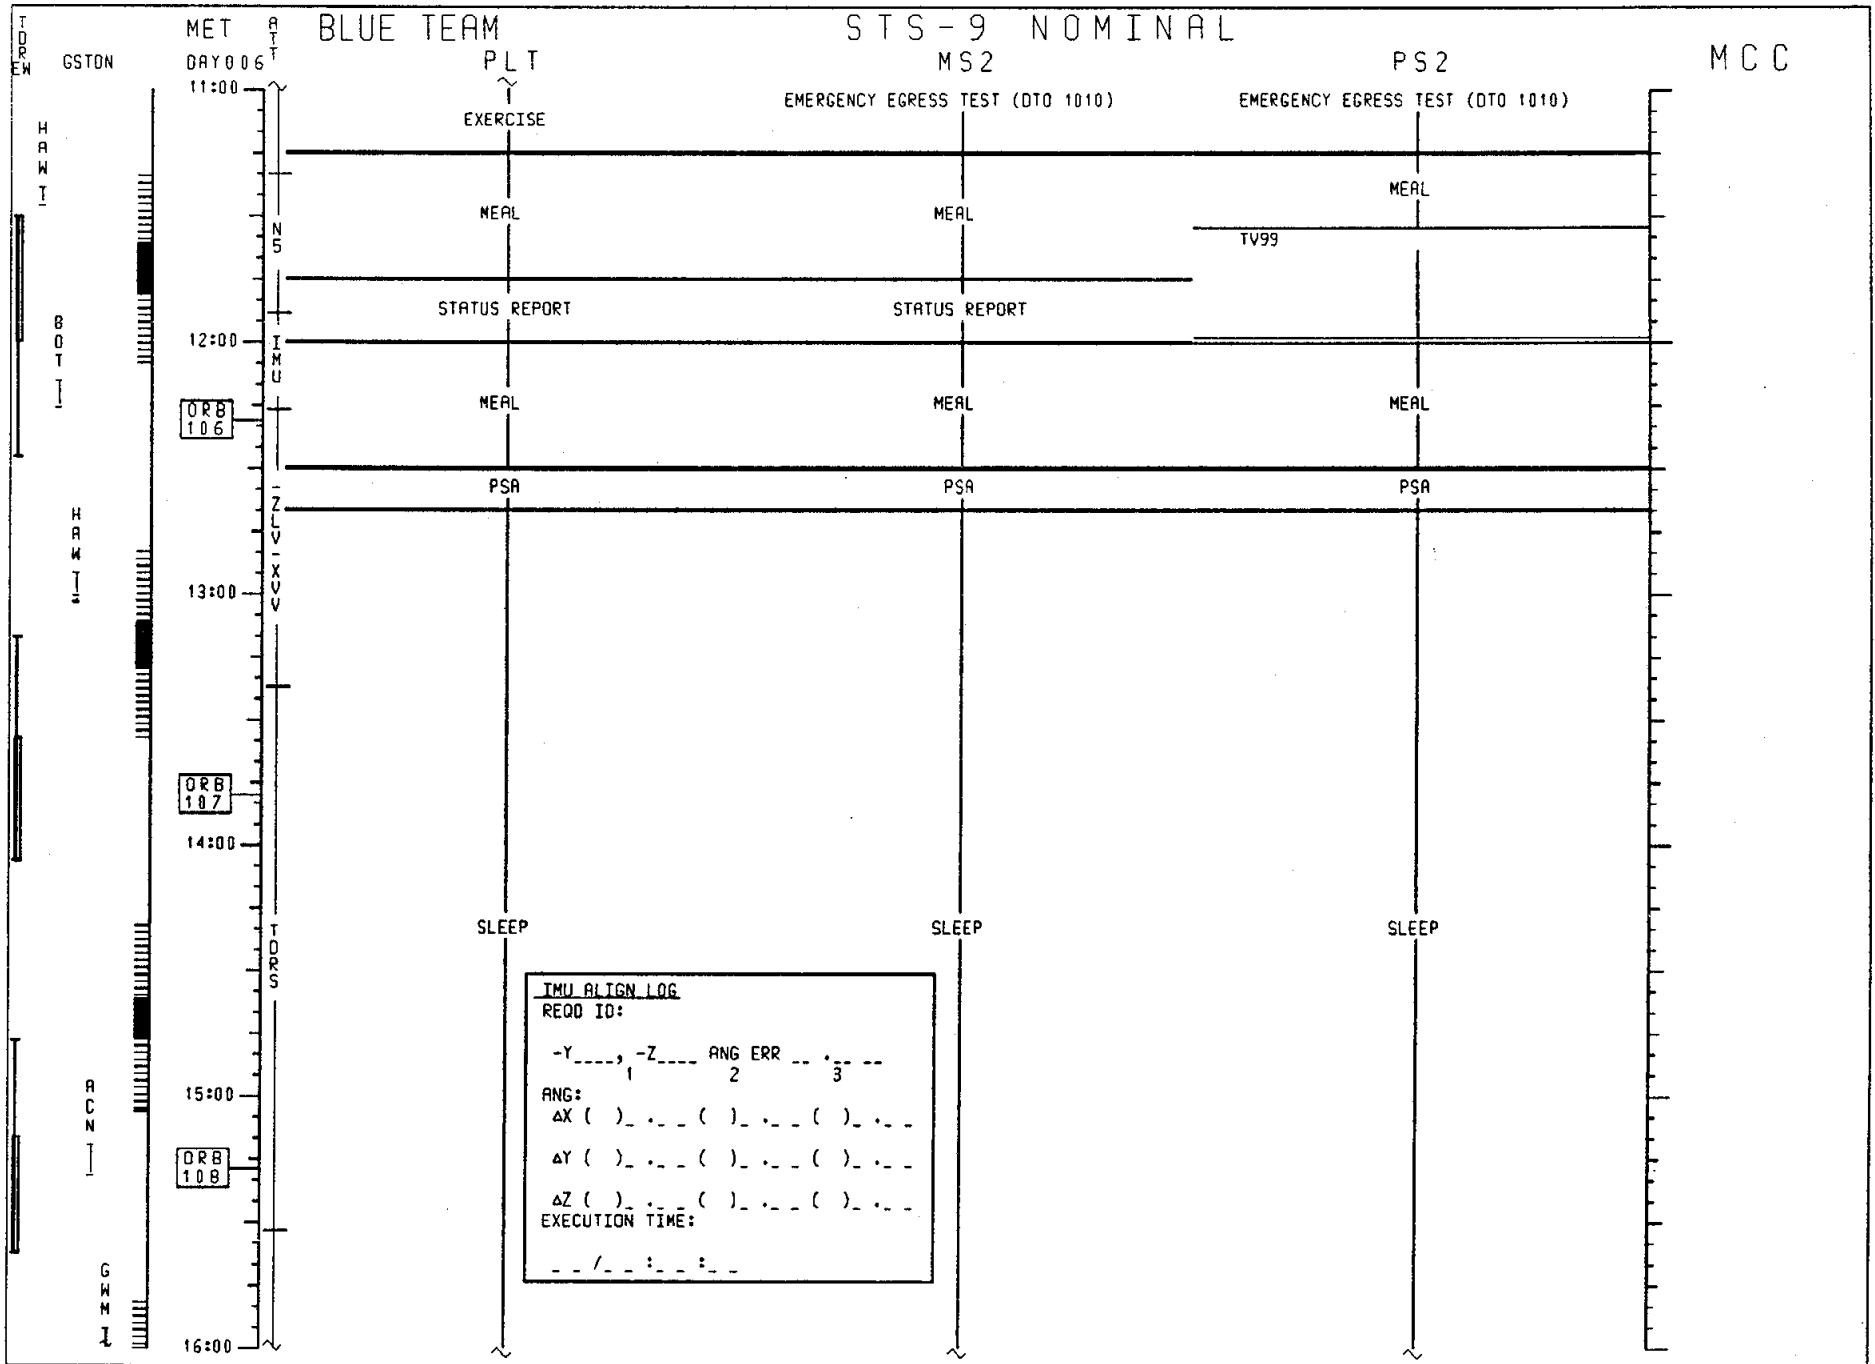 TDRW
E
GSTDN
MET
DAY006
ATT
BLUE TEAM
STS-9 NOMINAL
PLT
MS2
PS2
MCC
11:00
EXERCISE
EMERGENCY EGRESS TEST (DTO 1010)
EMERGENCY EGRESS TEST (DTO 1010)
HAW
MEAL
MEAL
MEAL
N5
TV99
STATUS REPORT
STATUS REPORT
BOT
12:00
IMU
ORB
106
MEAL
MEAL
MEAL
PSA
PSA
PSA
-ZLV-XVV
HAW
13:00
ORB
107
14:00
TDRS
SLEEP
SLEEP
SLEEP
IMU ALIGN LOG
REQD ID:
-Y____, -Z____ ANG ERR __ .__ __
1 2 3
ANG:
ΔX ( )_ ._ _ ( )_ ._ _ ( )_ ._ _
ΔY ( )_ ._ _ ( )_ ._ _ ( )_ ._ _
ΔZ ( )_ ._ _ ( )_ ._ _ ( )_ ._ _
EXECUTION TIME:
_ _ /_ _ :_ _ :_ _
ACN
15:00
ORB
108
GWM
16:00